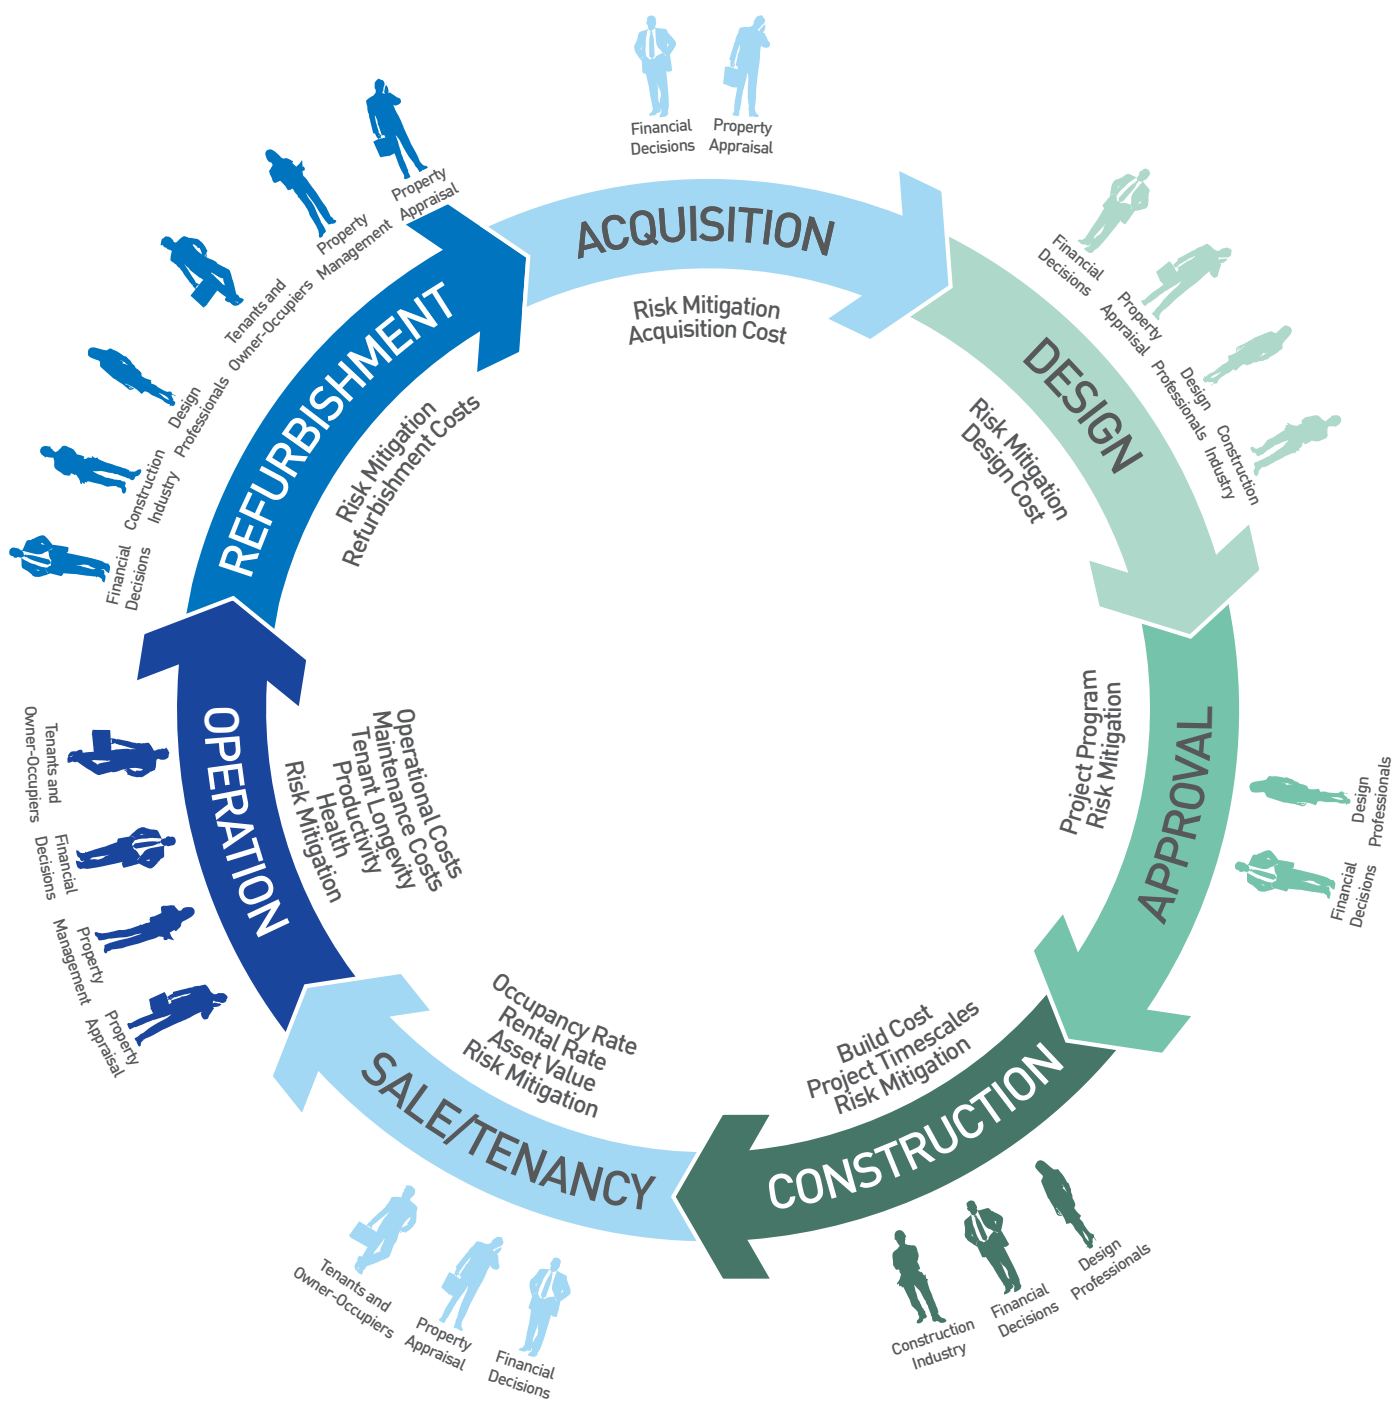 Financial
Decisions
Property
Appraisal
ACQUISITION
Risk Mitigation
Acquisition Cost
Financial
Decisions
Property
Appraisal
Design
Professionals
Construction
Industry
DESIGN
Risk Mitigation
Design Cost
APPROVAL
Project Program
Risk Mitigation
Design
Professionals
Financial
Decisions
CONSTRUCTION
Build Cost
Project Timescales
Risk Mitigation
Design
Professionals
Financial
Decisions
Construction
Industry
SALE/TENANCY
Occupancy Rate
Rental Rate
Asset Value
Risk Mitigation
Financial
Decisions
Property
Appraisal
Tenants and
Owner-Occupiers
OPERATION
Operational Costs
Maintenance Costs
Tenant Longevity
Productivity
Health
Risk Mitigation
Property
Appraisal
Property
Management
Financial
Decisions
Tenants and
Owner-Occupiers
REFURBISHMENT
Risk Mitigation
Refurbishment Costs
Financial
Decisions
Construction
Industry
Design
Professionals
Tenants and
Owner-Occupiers
Property
Management
Property
Appraisal